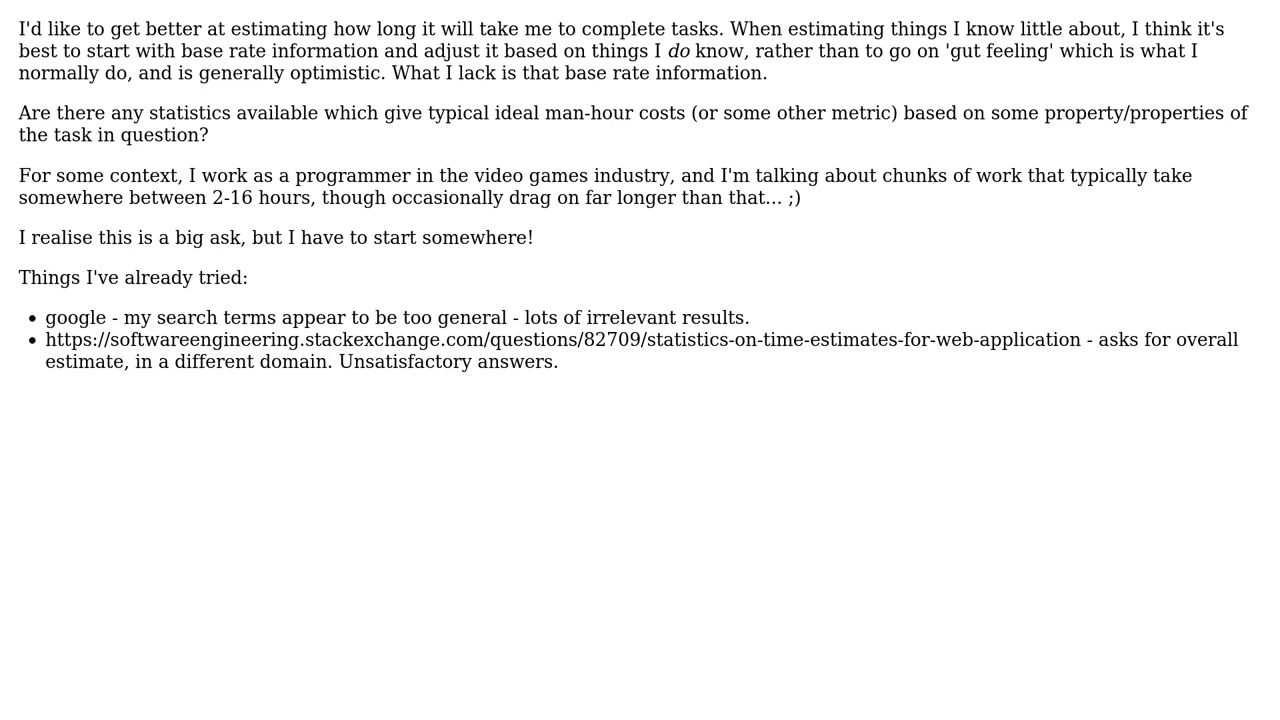 I'd like to get better at estimating how long it will take me to complete tasks. When estimating things I know little about, I think it's
best to start with base rate information and adjust it based on things I do know, rather than to go on 'gut feeling' which is what I
normally do, and is generally optimistic. What I lack is that base rate information.
Are there any statistics available which give typical ideal man-hour costs (or some other metric) based on some property/properties of
the task in question?
For some context, I work as a programmer in the video games industry, and I'm talking about chunks of work that typically take
somewhere between 2-16 hours, though occasionally drag on far longer than that... ;)
I realise this is a big ask, but I have to start somewhere!
Things I've already tried:
• google - my search terms appear to be too general - lots of irrelevant results.
• https://softwareengineering.stackexchange.com/questions/82709/statistics-on-time-estimates-for-web-application - asks for overall
estimate, in a different domain. Unsatisfactory answers.